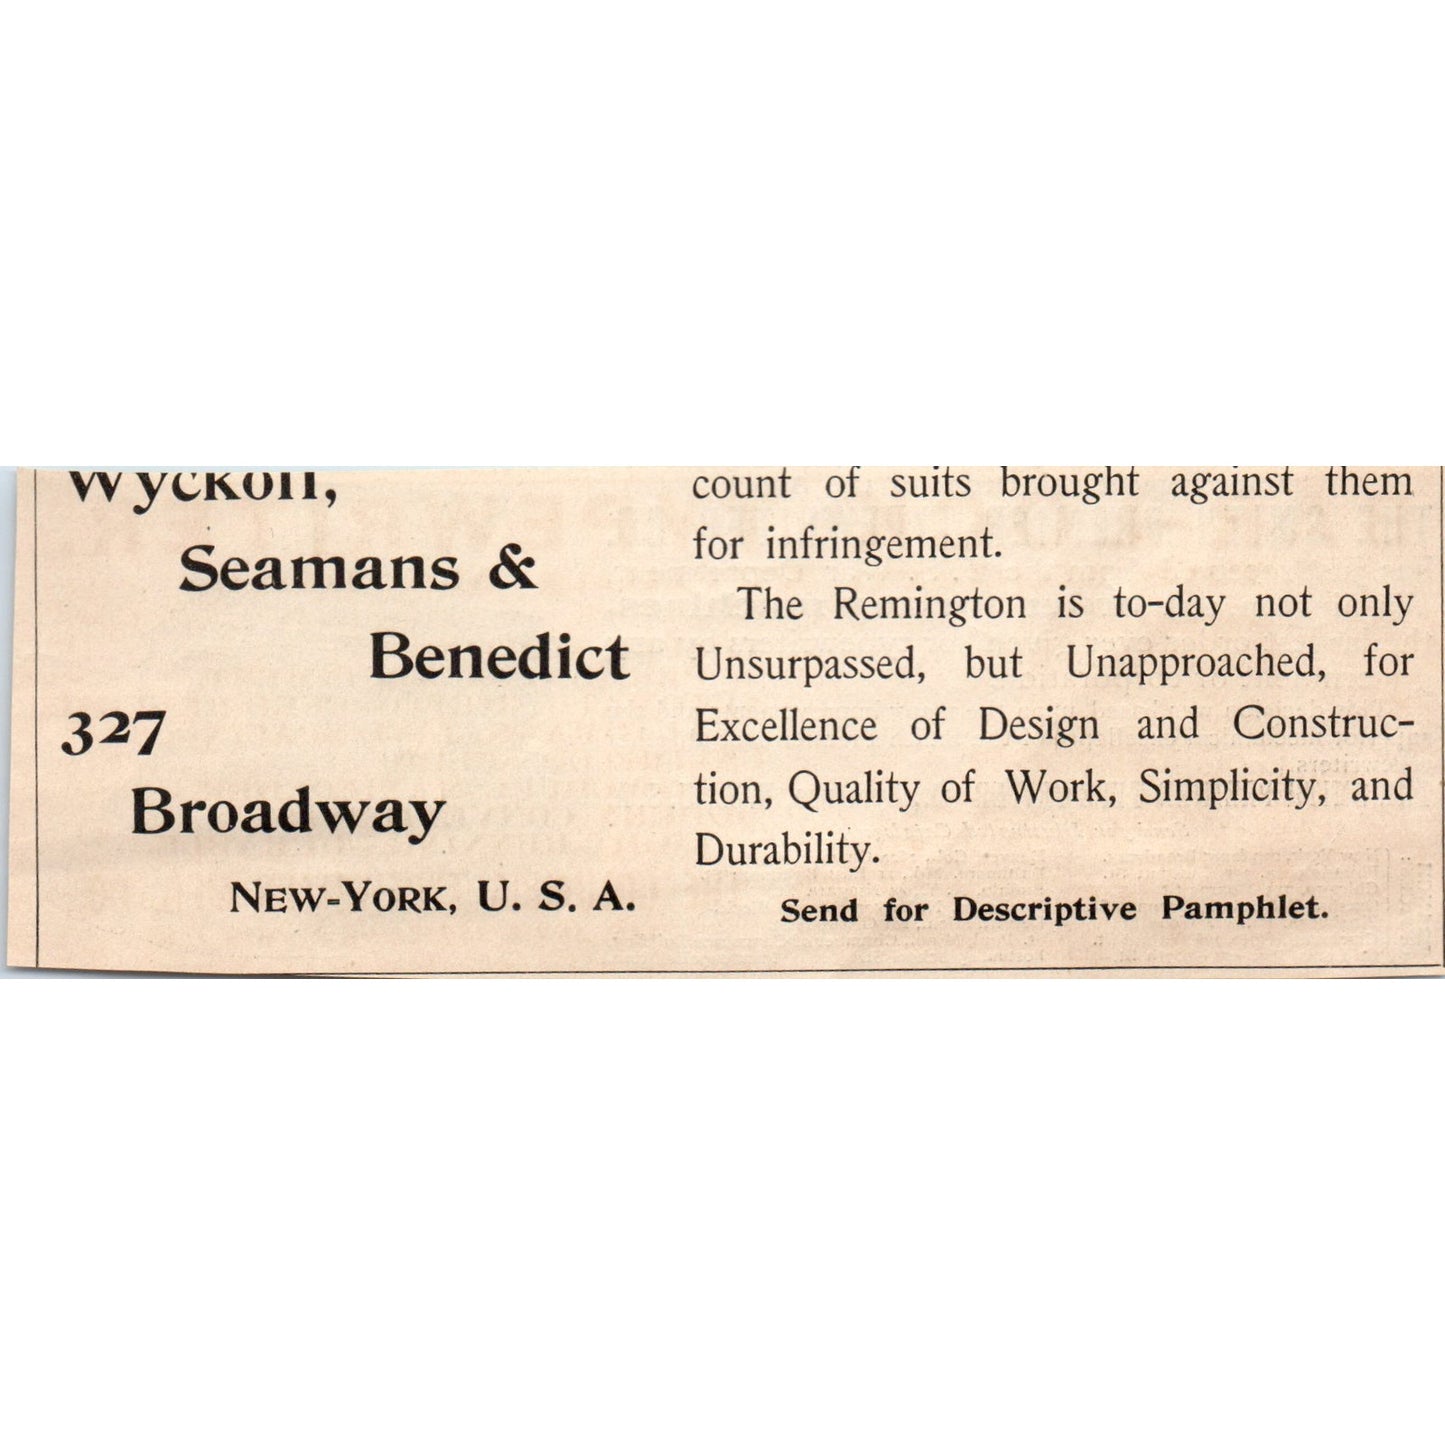 Wyckoff,
Seamans &
Benedict
327
Broadway
NEW-YORK, U. S. A.
count of suits brought against them
for infringement.
The Remington is to-day not only
Unsurpassed, but Unapproached, for
Excellence of Design and Construc-
tion, Quality of Work, Simplicity, and
Durability.
Send for Descriptive Pamphlet.